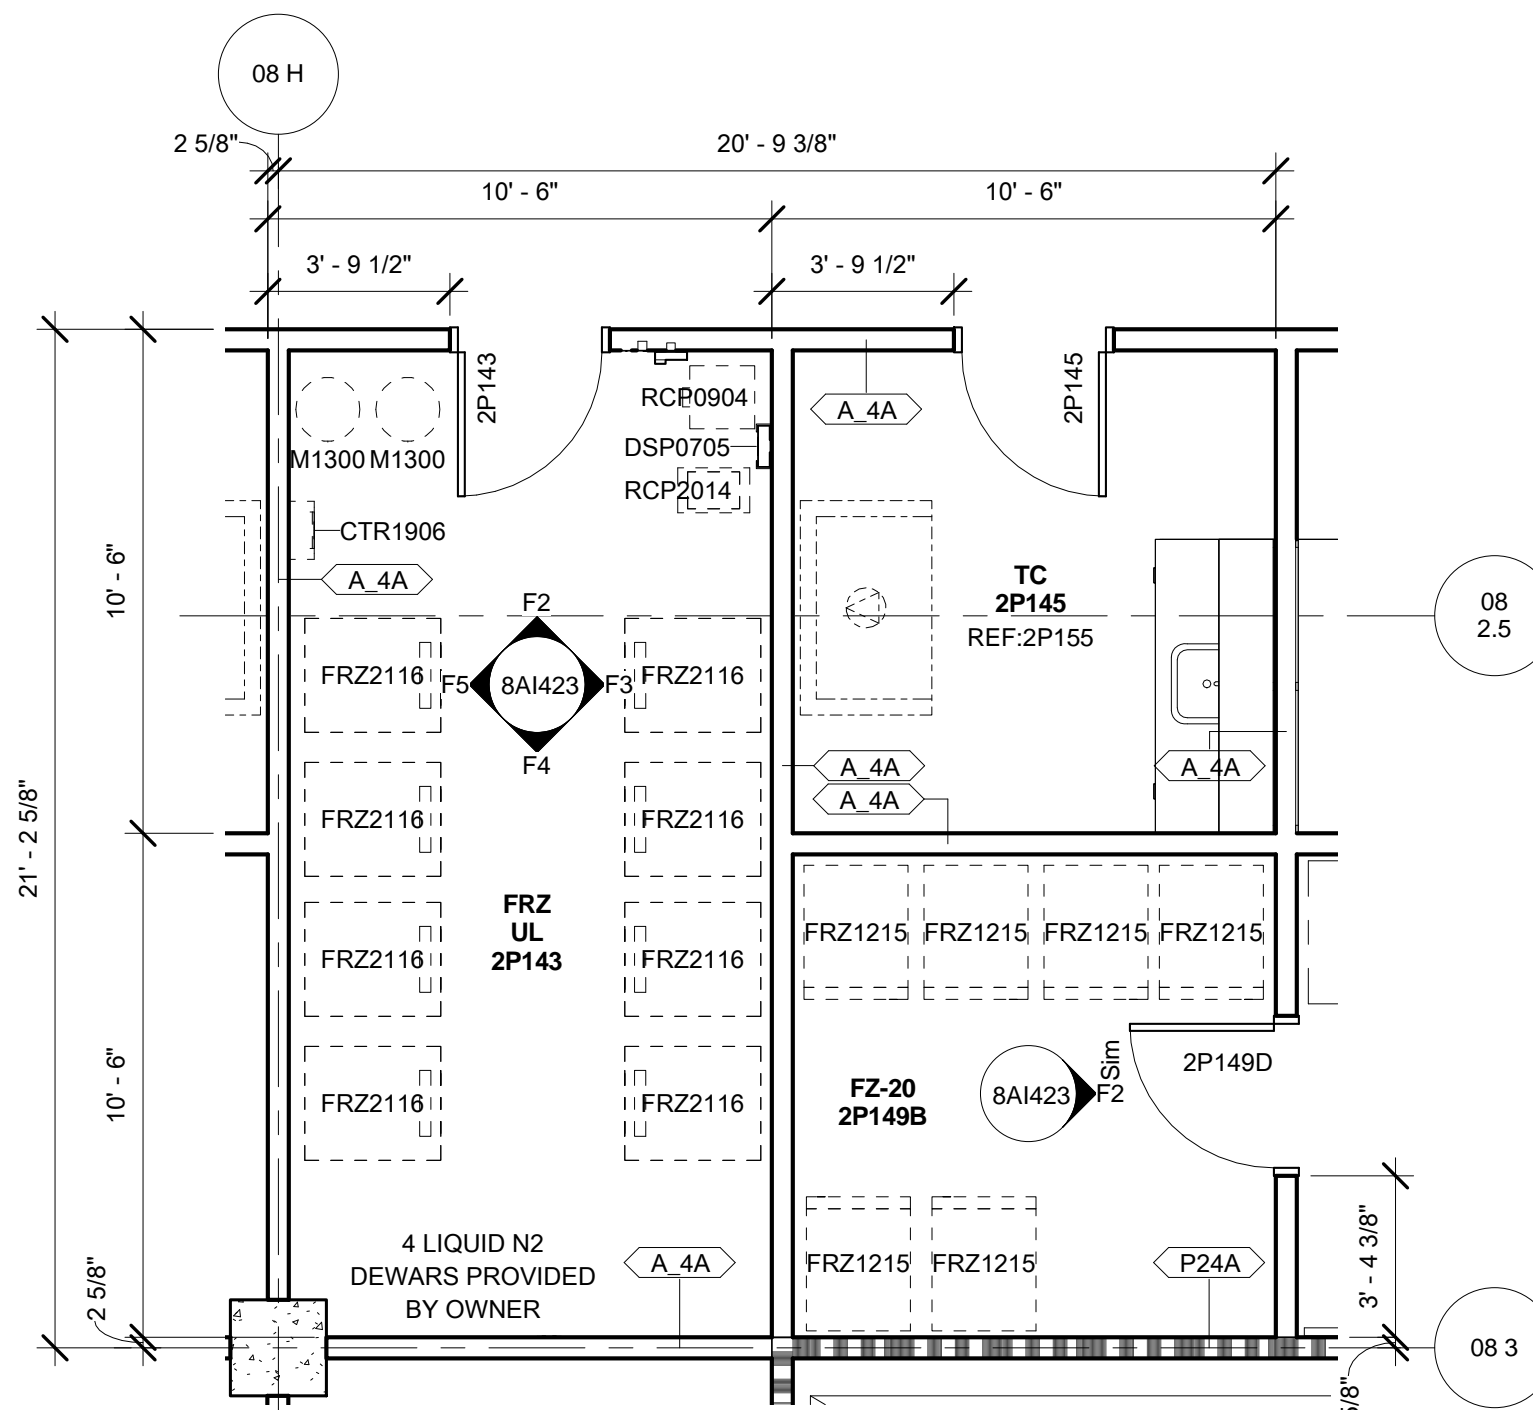 08 H
2 5/8"
20' - 9 3/8"
10' - 6"
10' - 6"
3' - 9 1/2"
3' - 9 1/2"
2P143
2P145
RCP0904
A_4A
DSP0705
M1300
M1300
RCP2014
CTR1906
A_4A
10' - 6"
TC
2P145
REF:2P155
08
2.5
F2
FRZ2116
F5
8AI423
F3
FRZ2116
F4
A_4A
A_4A
A_4A
FRZ2116
FRZ2116
21' - 2 5/8"
FRZ
UL
2P143
FRZ1215
FRZ1215
FRZ1215
FRZ1215
FRZ2116
FRZ2116
10' - 6"
Sim
2P149D
FZ-20
2P149B
8AI423
F2
FRZ2116
FRZ2116
4 LIQUID N2
DEWARS PROVIDED
BY OWNER
A_4A
FRZ1215
FRZ1215
P24A
3' - 4 3/8"
2 5/8"
08 3